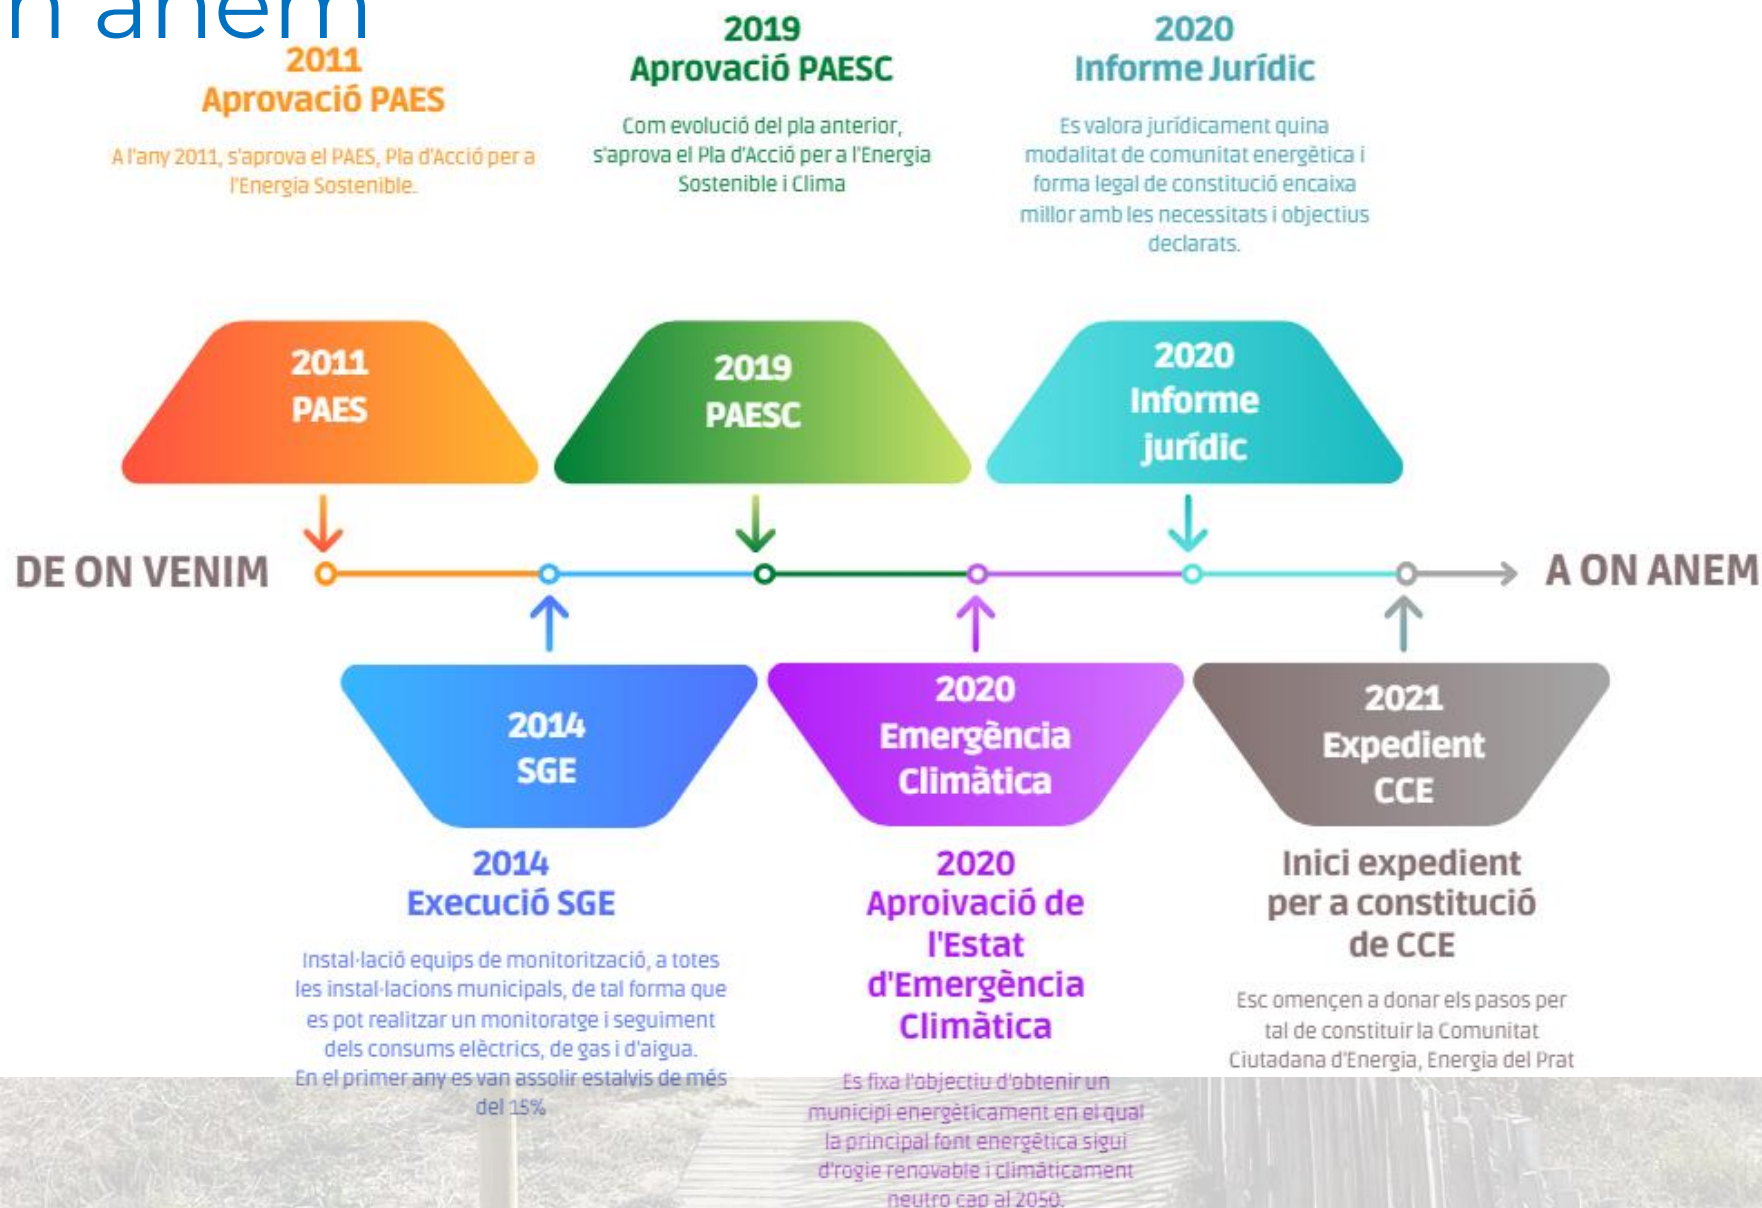 n anem
2011
Aprovació PAES
A l'any 2011, s'aprova el PAES, Pla d'Acció per a
l'Energia Sostenible.
2019
Aprovació PAESC
Com evolució del pla anterior,
s'aprova el Pla d'Acció per a l'Energia
Sostenible i Clima
2020
Informe Jurídic
Es valora jurídicament quina
modalitat de comunitat energètica i
forma legal de constitució encaixa
millor amb les necessitats i objectius
declarats.
2011
PAES
2019
PAESC
2020
Informe
jurídic
DE ON VENIM
A ON ANEM
2014
SGE
2020
Emergència
Climàtica
2021
Expedient
CCE
2014
Execució SGE
Instal·lació equips de monitorització, a totes
les instal·lacions municipals, de tal forma que
es pot realitzar un monitoratge i seguiment
dels consums elèctrics, de gas i d'aigua.
En el primer any es van assolir estalvis de més
del 15%
2020
Aproivació de
l'Estat
d'Emergència
Climàtica
Es fixa l'objectiu d'obtenir un
municipi energèticament en el qual
la principal font energètica sigui
d'rogie renovable i climàticament
neutro cap al 2050.
Inici expedient
per a constitució
de CCE
Esc omençen a donar els pasos per
tal de constituir la Comunitat
Ciutadana d'Energia, Energia del Prat